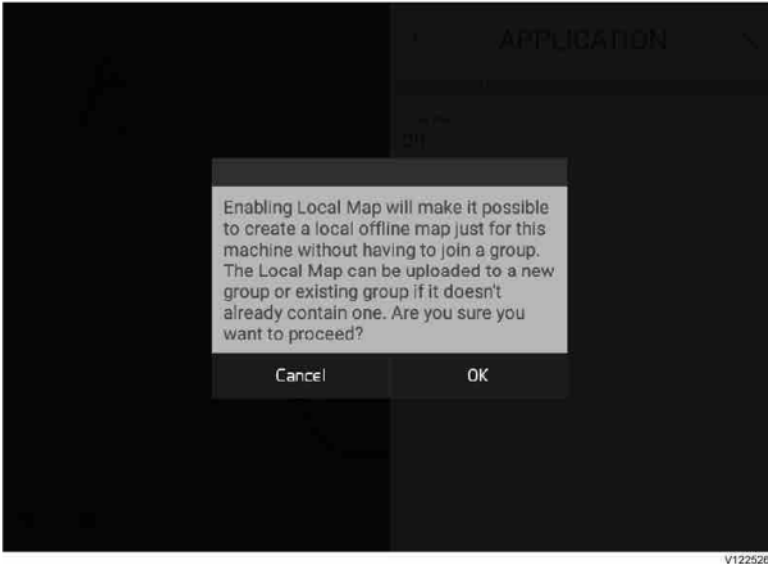 APPLICATION
Enabling Local Map will make it possible
to create a local offline map just for this
machine without having to join a group.
The Local Map can be uploaded to a new
group or existing group if it doesn't
already contain one. Are you sure you
want to proceed?
Cancel OK
V122526